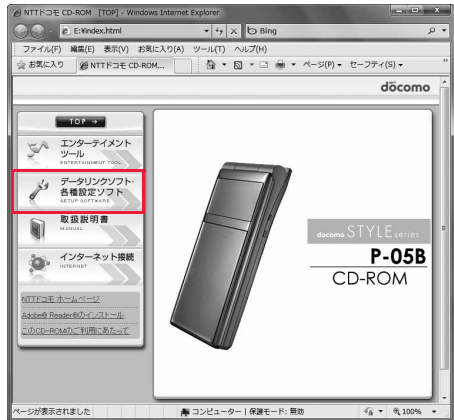 NTTドコモ CD-ROM [TOP] - Windows Internet Explorer
E:¥index.html
Bing
ファイル(F) 編集(E) 表示(V) お気に入り(A) ツール(T) ヘルプ(H)
お気に入り NTTドコモ CD-ROM... ページ(P) セーフティ(S)
döcomo
TOP →
エンターテイメント
ツール
ENTERTAINMENT TOOL
データリンクソフト・
各種設定ソフト
SETUP SOFTWARE
取扱説明書
MANUAL
インターネット接続
INTERNET
NTTドコモ ホームページ
Adobe® Reader®のインストール
このCD-ROMのご利用にあたって
docomo STYLE series
P-05B
CD-ROM
ページが表示されました コンピューター | 保護モード: 無効 100%